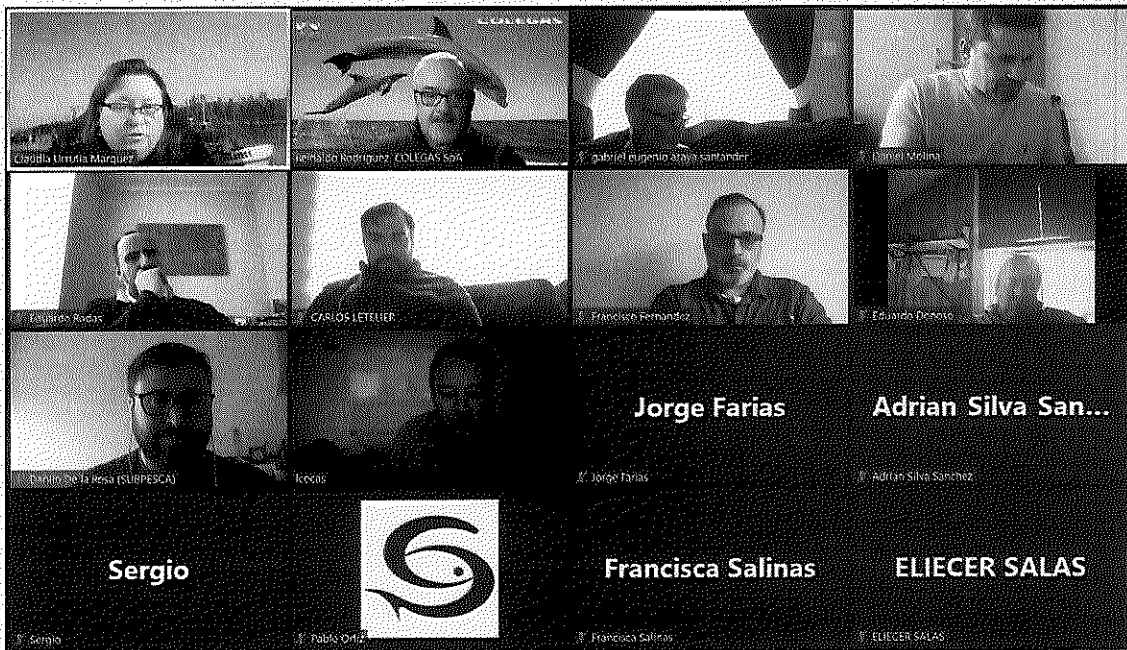 COLEGAS
Claudia Urrutia Marquez
Reinaldo Rodriguez, COLEGAS SpA
gabriel eugenio araya santander
Daniel Molina
Eduardo Rodas
CARLOS LETELIER
Francisco Fernandez
Eduardo Donoso
Danilo De la Rosa (SUBPESCA)
lcecas
Jorge Farias
Jorge Farias
Adrian Silva San...
Adrian Silva Sanchez
Sergio
Sergio
Pablo Ortiz
Francisca Salinas
Francisca Salinas
ELIECER SALAS
ELIECER SALAS